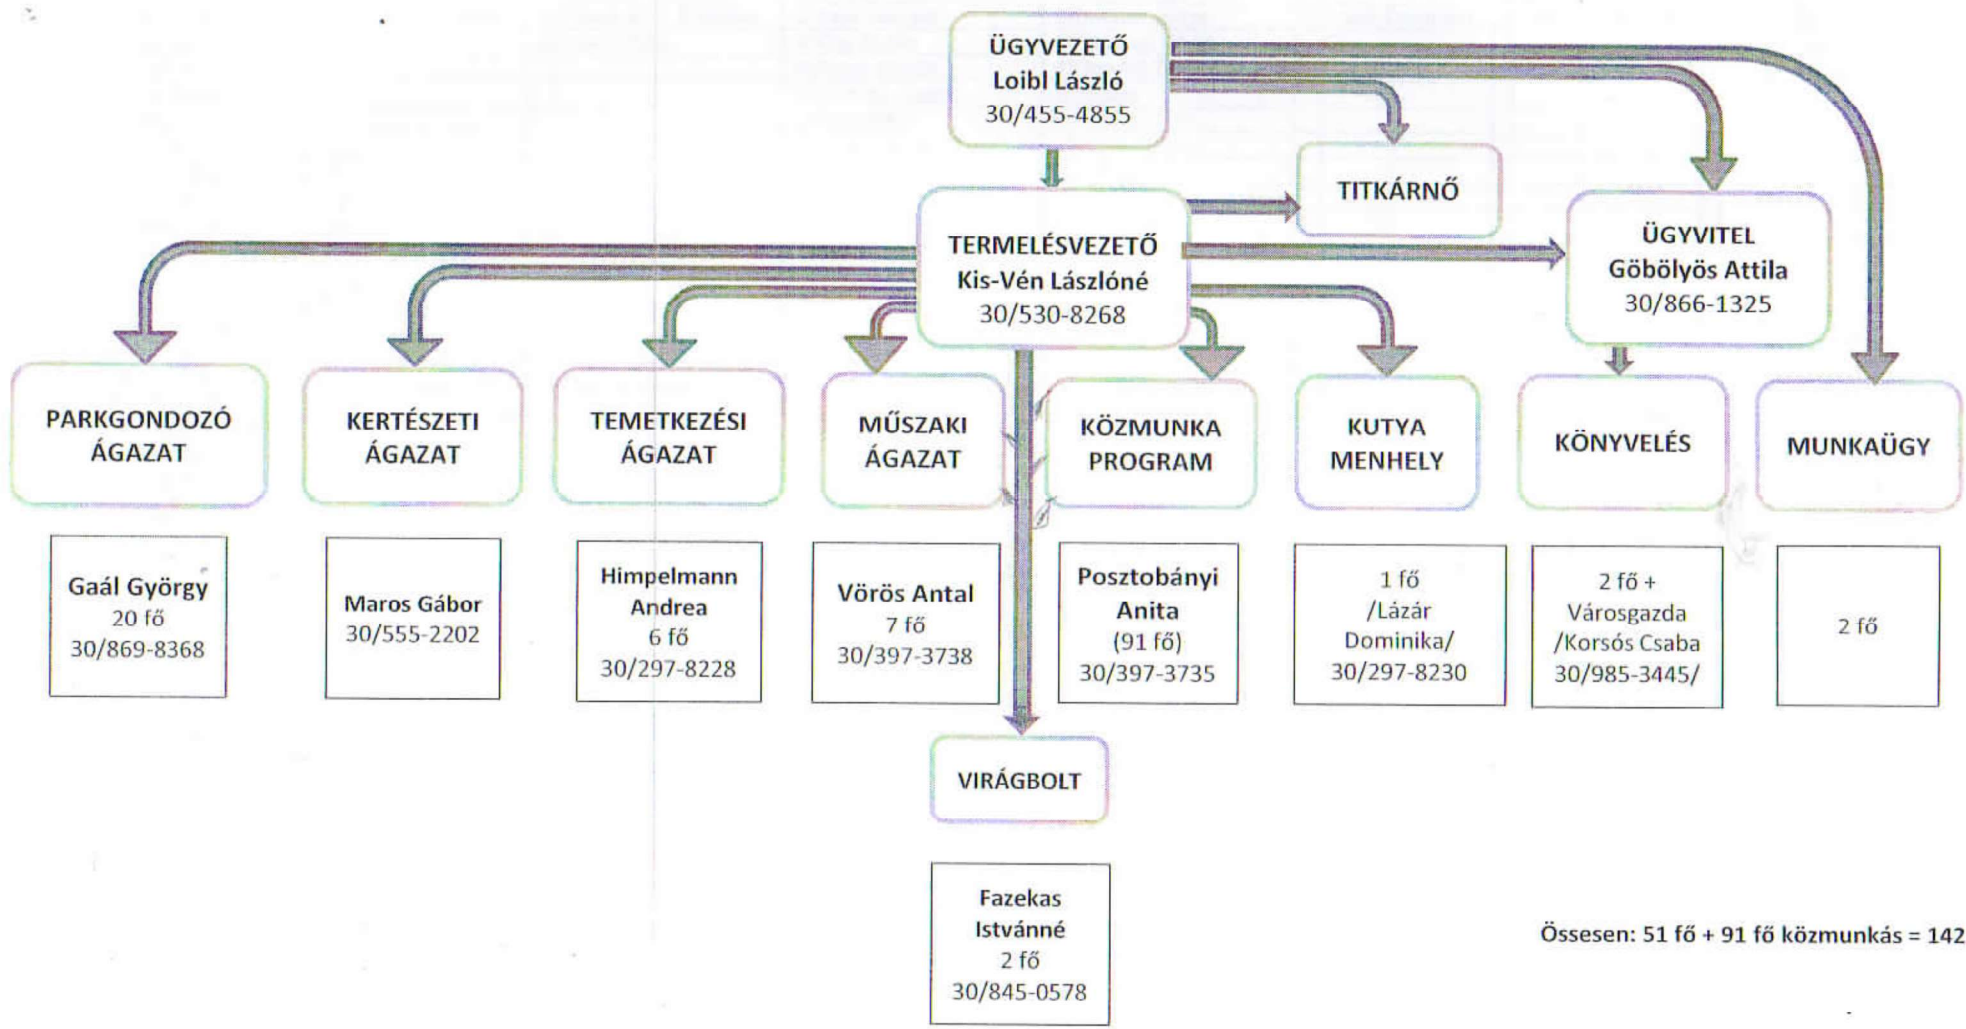 ÜGYVEZETŐ
Loibl László
30/455-4855
TITKÁRNŐ
TERMELÉSVEZETŐ
Kis-Vén Lászlóné
30/530-8268
ÜGYVITEL
Göbölyös Attila
30/866-1325
PARKGONDOZÓ
ÁGAZAT
KERTÉSZETI
ÁGAZAT
TEMETKEZÉSI
ÁGAZAT
MŰSZAKI
ÁGAZAT
KÖZMUNKA
PROGRAM
KUTYA
MENHELY
KÖNYVELÉS
MUNKAÜGY
Gaál György
20 fő
30/869-8368
Maros Gábor
30/555-2202
Himpelmann
Andrea
6 fő
30/297-8228
Vörös Antal
7 fő
30/397-3738
Posztobányi
Anita
(91 fő)
30/397-3735
1 fő
/Lázár
Dominika/
30/297-8230
2 fő +
Városgazda
/Korsós Csaba
30/985-3445/
2 fő
VIRÁGBOLT
Fazekas
Istvánné
2 fő
30/845-0578
Össesen: 51 fő + 91 fő közmunkás = 142